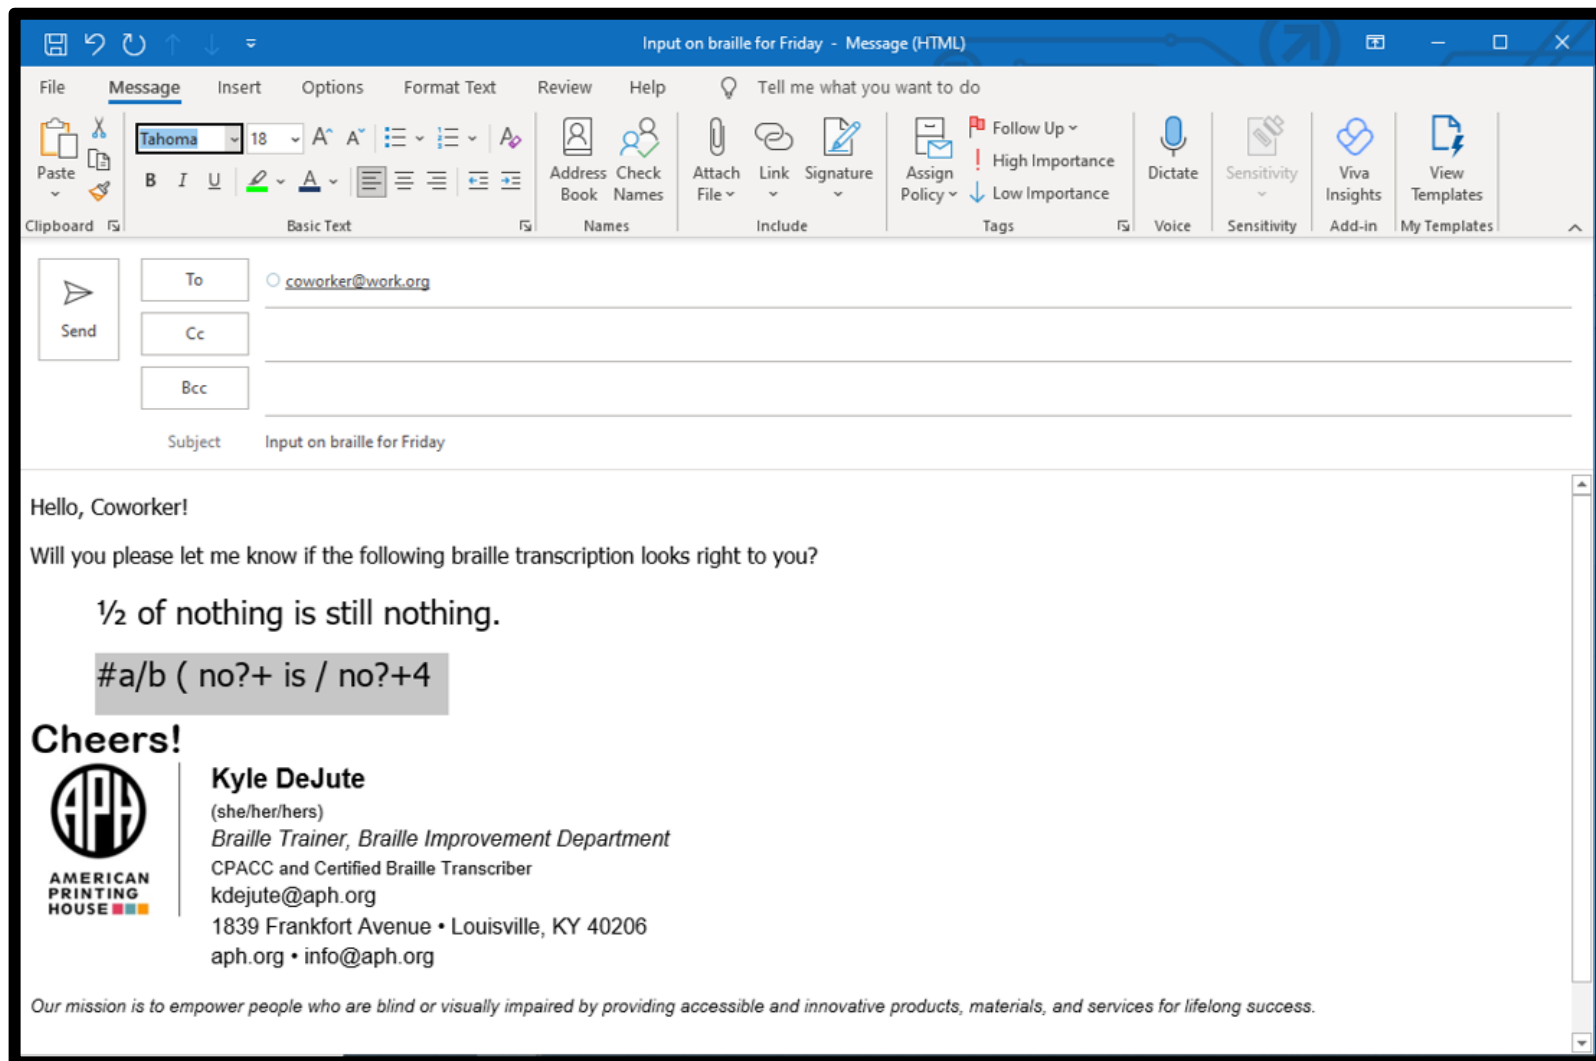 Input on braille for Friday - Message (HTML)
File Message Insert Options Format Text Review Help Tell me what you want to do
Tahoma 18
Paste
B I U
Address Book
Check Names
Attach File
Link
Signature
Assign Policy
Follow Up
High Importance
Low Importance
Dictate
Sensitivity
Viva Insights
View Templates
Clipboard Basic Text Names Include Tags Voice Sensitivity Add-in My Templates
Send
To coworker@work.org
Cc
Bcc
Subject Input on braille for Friday
Hello, Coworker!
Will you please let me know if the following braille transcription looks right to you?
½ of nothing is still nothing.
#a/b ( no?+ is / no?+4
Cheers!
APH
AMERICAN
PRINTING
HOUSE
Kyle DeJute
(she/her/hers)
Braille Trainer, Braille Improvement Department
CPACC and Certified Braille Transcriber
kdejute@aph.org
1839 Frankfort Avenue • Louisville, KY 40206
aph.org • info@aph.org
Our mission is to empower people who are blind or visually impaired by providing accessible and innovative products, materials, and services for lifelong success.